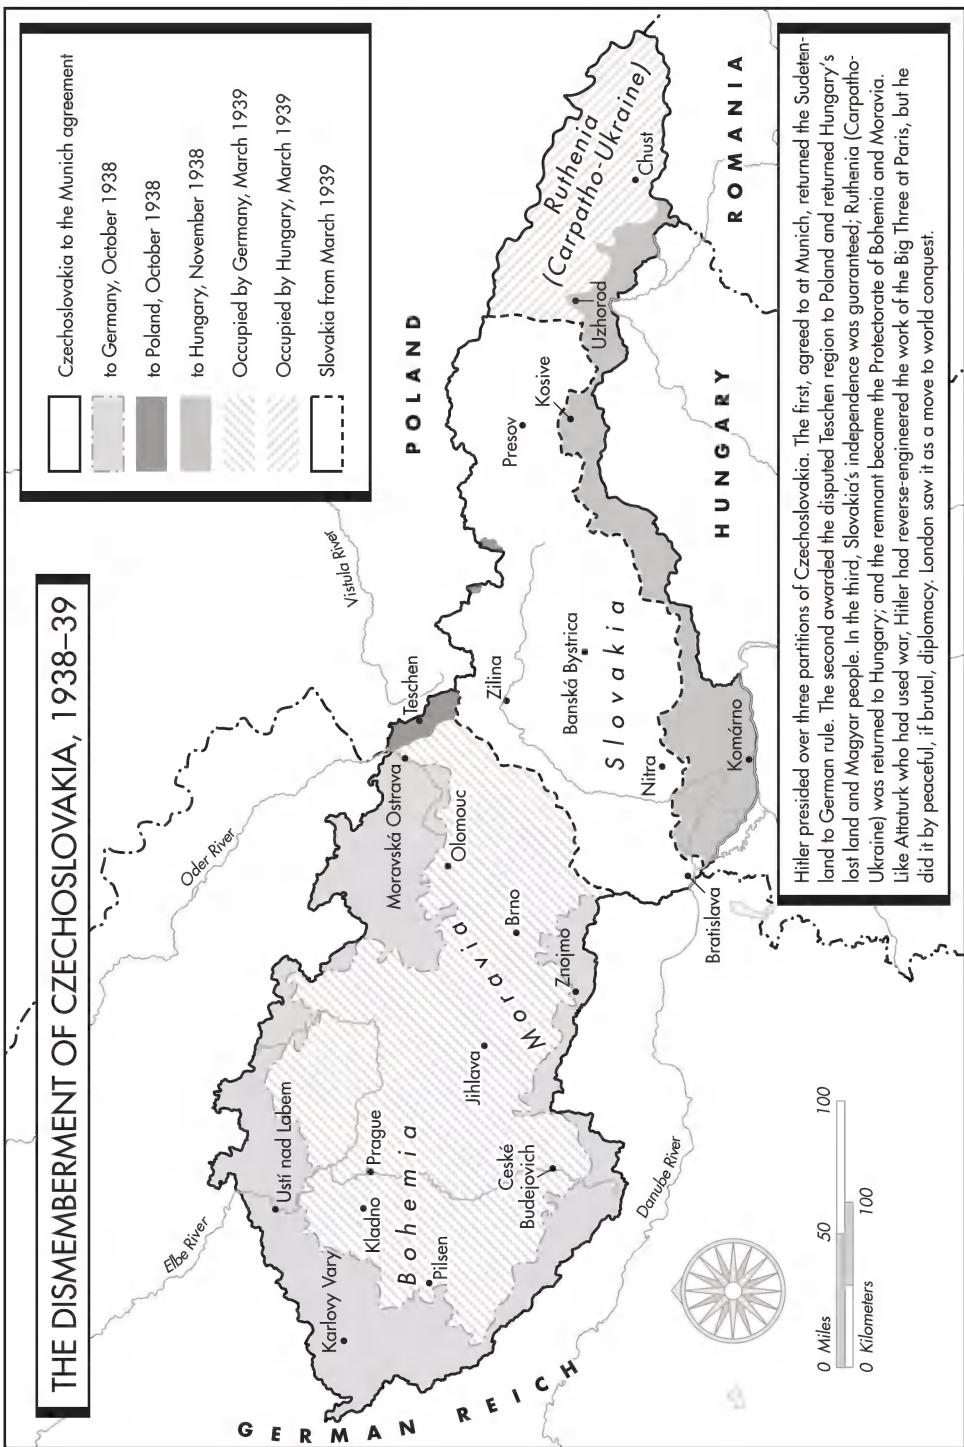 THE DISMEMBERMENT OF CZECHOSLOVAKIA, 1938–39
Czechoslovakia to the Munich agreement
to Germany, October 1938
to Poland, October 1938
to Hungary, November 1938
Occupied by Germany, March 1939
Occupied by Hungary, March 1939
Slovakia from March 1939
GERMAN REICH
POLAND
HUNGARY
ROMANIA
Elbe River
Oder River
Vistula River
Danube River
Karlovy Vary
Ustí nad Labem
Kladno
Prague
Bohemia
Pilsen
Ceské
Budejovich
Jihlava
Moravia
Znojmo
Brno
Olomouc
Moravská Ostrava
Teschen
Zilina
Banská Bystrica
Slovakia
Nitra
Komárno
Bratislava
Presov
Kosive
Uzhorod
Ruthenia
(Carpatho-Ukraine)
Chust
0 Miles 50 100
0 Kilometers 100
Hitler presided over three partitions of Czechoslovakia. The first, agreed to at Munich, returned the Sudeten-
land to German rule. The second awarded the disputed Teschen region to Poland and returned Hungary's
lost land and Magyar people. In the third, Slovakia's independence was guaranteed; Ruthenia (Carpatho-
Ukraine) was returned to Hungary; and the remnant became the Protectorate of Bohemia and Moravia.
Like Attaturk who had used war, Hitler had reverse-engineered the work of the Big Three at Paris, but he
did it by peaceful, if brutal, diplomacy. London saw it as a move to world conquest.